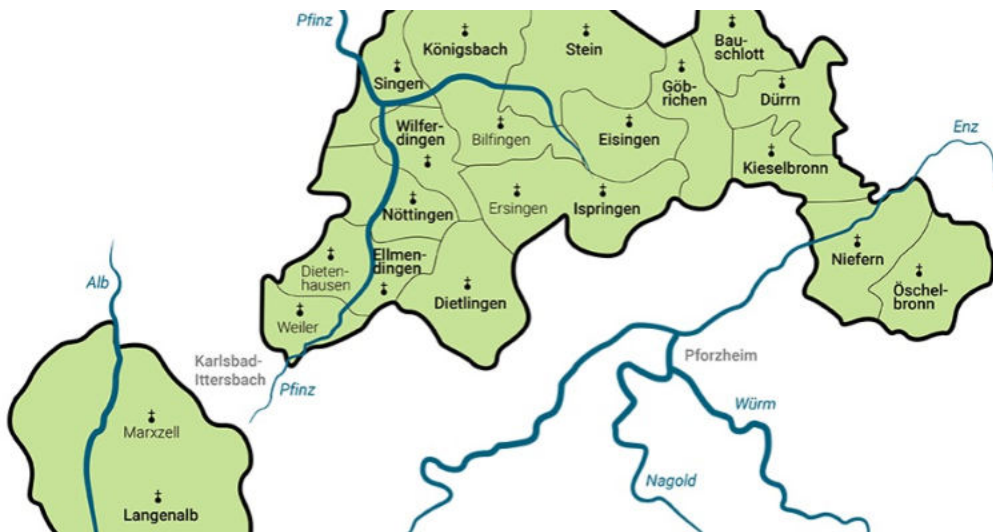 Pfinz
Königsbach
Stein
Bau-
schlott
Singen
Göb-
richen
Dürrn
Wilfer-
dingen
Bilfingen
Eisingen
Enz
Kieselbronn
Nöttingen
Ersingen
Ispringen
Dieten-
hausen
Ellmen-
dingen
Niefern
Alb
Dietlingen
Öschel-
bronn
Weiler
Karlsbad-
Ittersbach
Pforzheim
Pfinz
Würm
Marxzell
Nagold
Langenalb